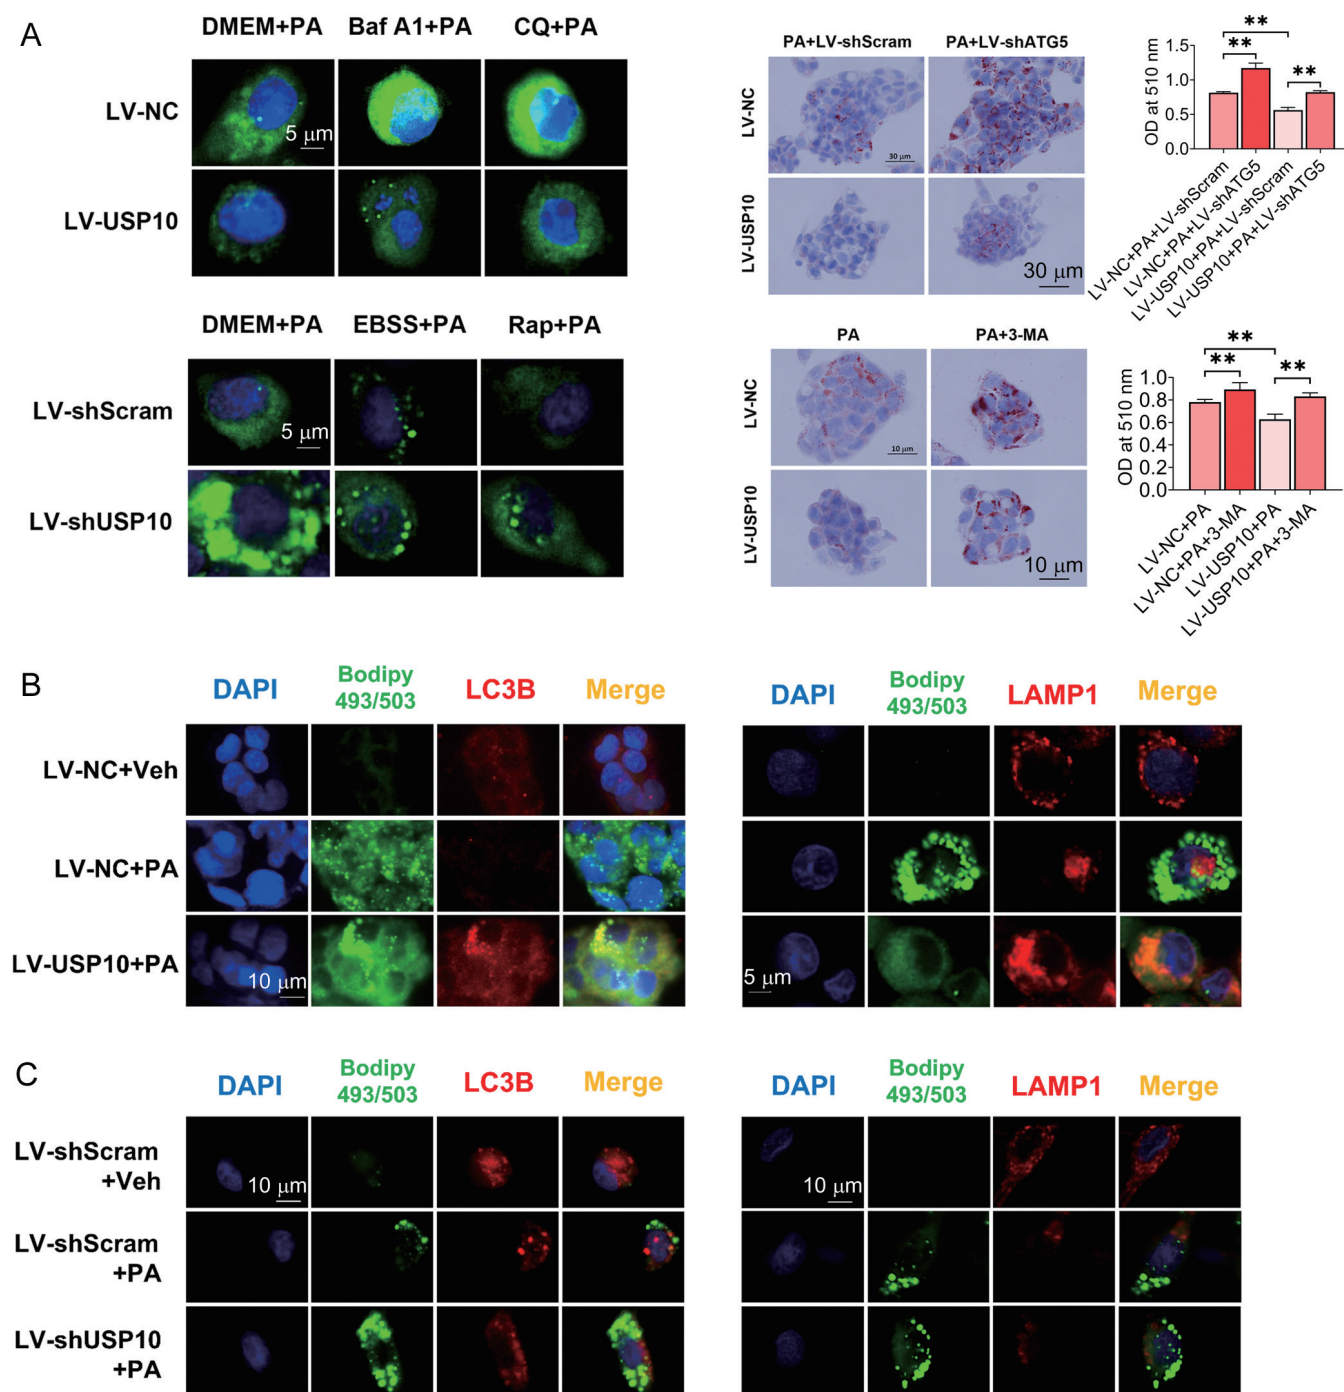 A
DMEM+PA Baf A1+PA CQ+PA
LV-NC
5 μm
LV-USP10
DMEM+PA EBSS+PA Rap+PA
LV-shScram
5 μm
LV-shUSP10
PA+LV-shScram PA+LV-shATG5
LV-NC
30 μm
LV-USP10
30 μm
OD at 510 nm
1.5
1.0
0.5
0.0
**
**
**
LV-NC+PA+LV-shScram
LV-NC+PA+LV-shATG5
LV-USP10+PA+LV-shScram
LV-USP10+PA+LV-shATG5
PA PA+3-MA
LV-NC
10 μm
LV-USP10
10 μm
OD at 510 nm
1.0
0.8
0.6
0.4
0.2
0.0
**
**
**
LV-NC+PA
LV-NC+PA+3-MA
LV-USP10+PA
LV-USP10+PA+3-MA
B
DAPI Bodipy 493/503 LC3B Merge
LV-NC+Veh
LV-NC+PA
LV-USP10+PA
10 μm
DAPI Bodipy 493/503 LAMP1 Merge
5 μm
C
DAPI Bodipy 493/503 LC3B Merge
LV-shScram
+Veh
10 μm
LV-shScram
+PA
LV-shUSP10
+PA
DAPI Bodipy 493/503 LAMP1 Merge
10 μm